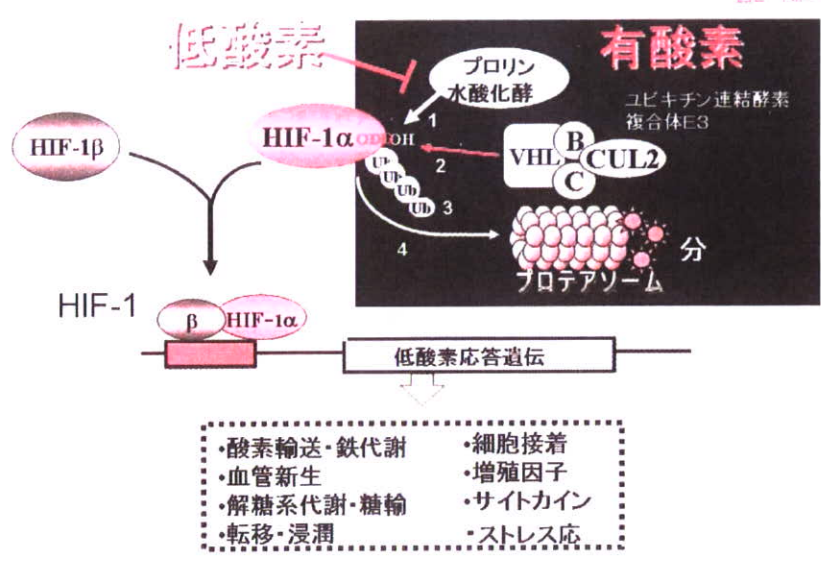 低酸素
有酸素
プロリン
水酸化酵
ユビキチン連結酵素
複合体E3
HIF-1β
HIF-1α
OH
1
VHL
B
C
CUL2
2
Ub
Ub
Ub
Ub
3
4
分
プロテアソーム
HIF-1
β
HIF-1α
低酸素応答遺伝
・酸素輸送・鉄代謝
・血管新生
・解糖系代謝・糖輸
・転移・浸潤
・細胞接着
・増殖因子
・サイトカイン
・ストレス応